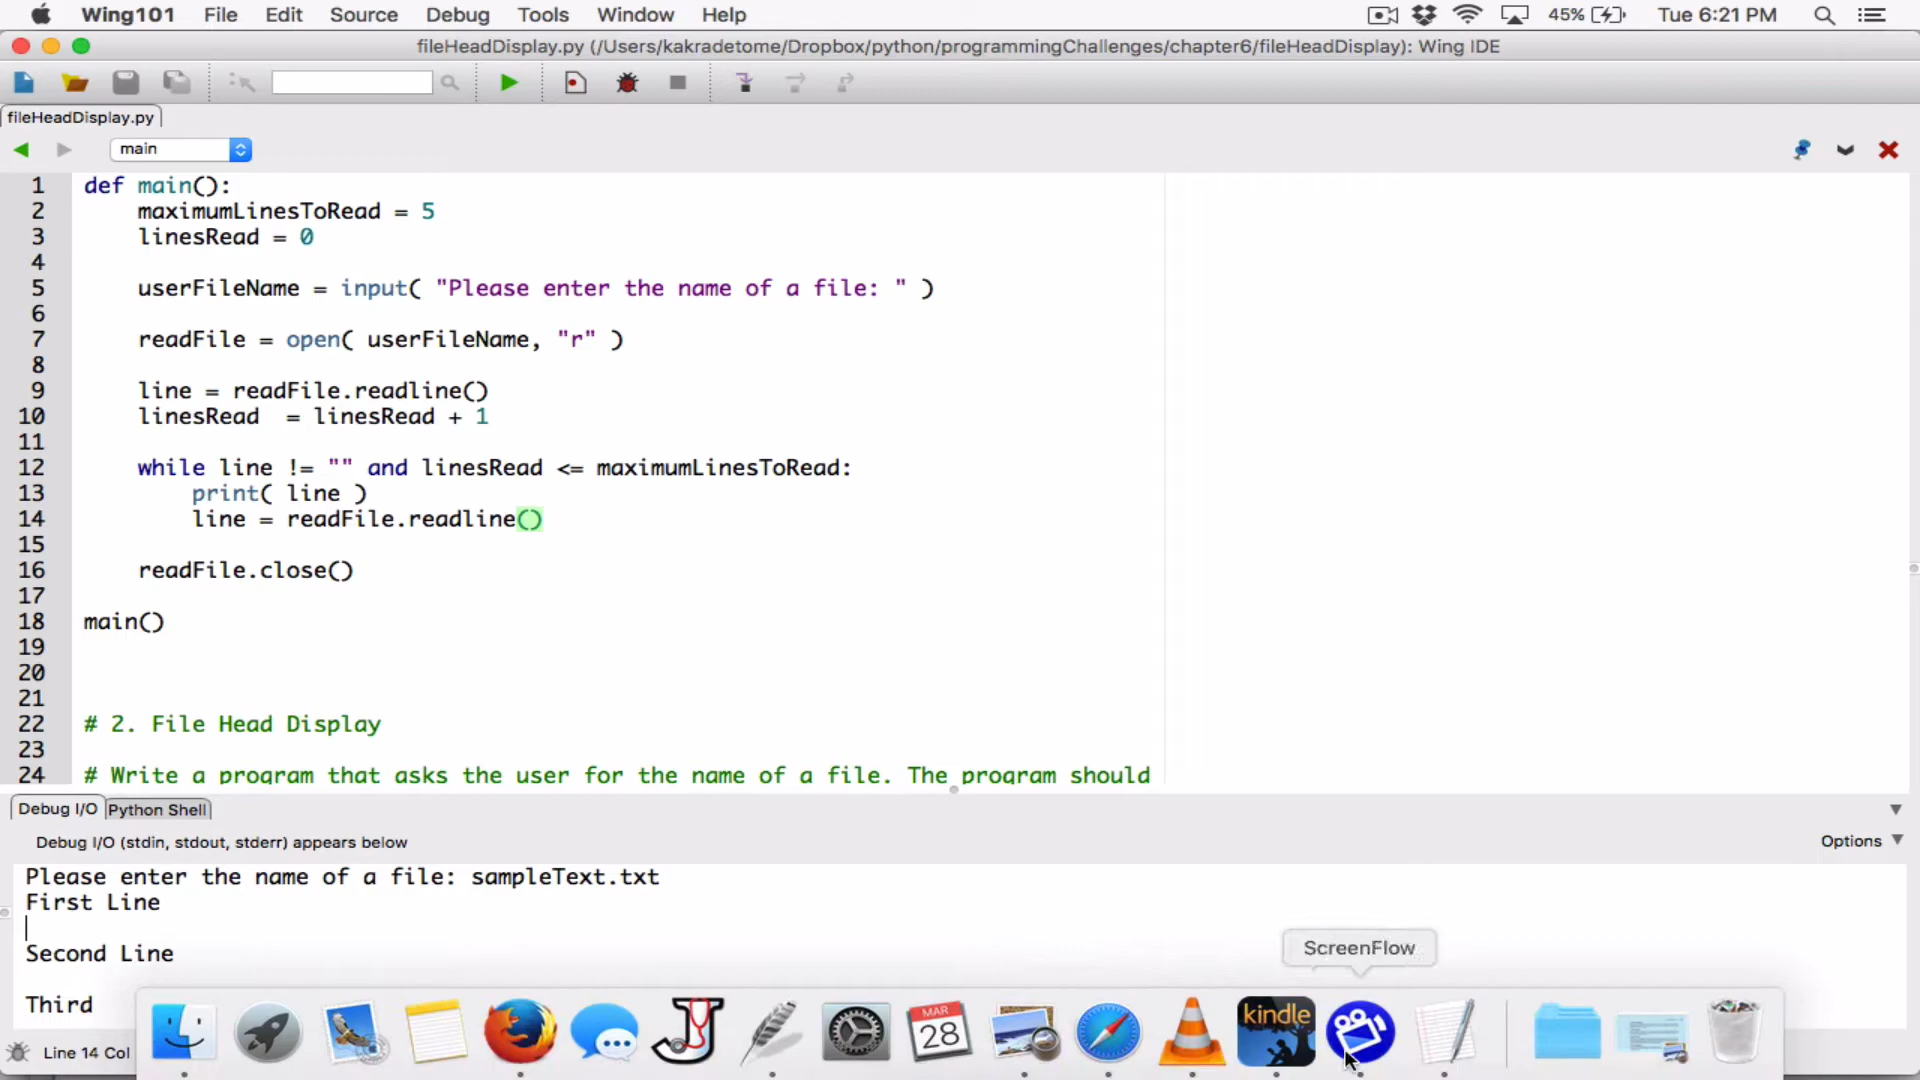 Wing101 File Edit Source Debug Tools Window Help 45% Tue 6:21 PM
fileHeadDisplay.py (/Users/kakradetome/Dropbox/python/programmingChallenges/chapter6/fileHeadDisplay): Wing IDE
fileHeadDisplay.py
main
1 def main():
2 maximumLinesToRead = 5
3 linesRead = 0
4
5 userFileName = input( "Please enter the name of a file: " )
6
7 readFile = open( userFileName, "r" )
8
9 line = readFile.readline()
10 linesRead  = linesRead + 1
11
12 while line != "" and linesRead <= maximumLinesToRead:
13 print( line )
14 line = readFile.readline()
15
16 readFile.close()
17
18 main()
19
20
21
22 # 2. File Head Display
23
24 # Write a program that asks the user for the name of a file. The program should
Debug I/O Python Shell
Debug I/O (stdin, stdout, stderr) appears below Options
Please enter the name of a file: sampleText.txt
First Line
Second Line
ScreenFlow
Third
MAR
28
kindle
Line 14 Col